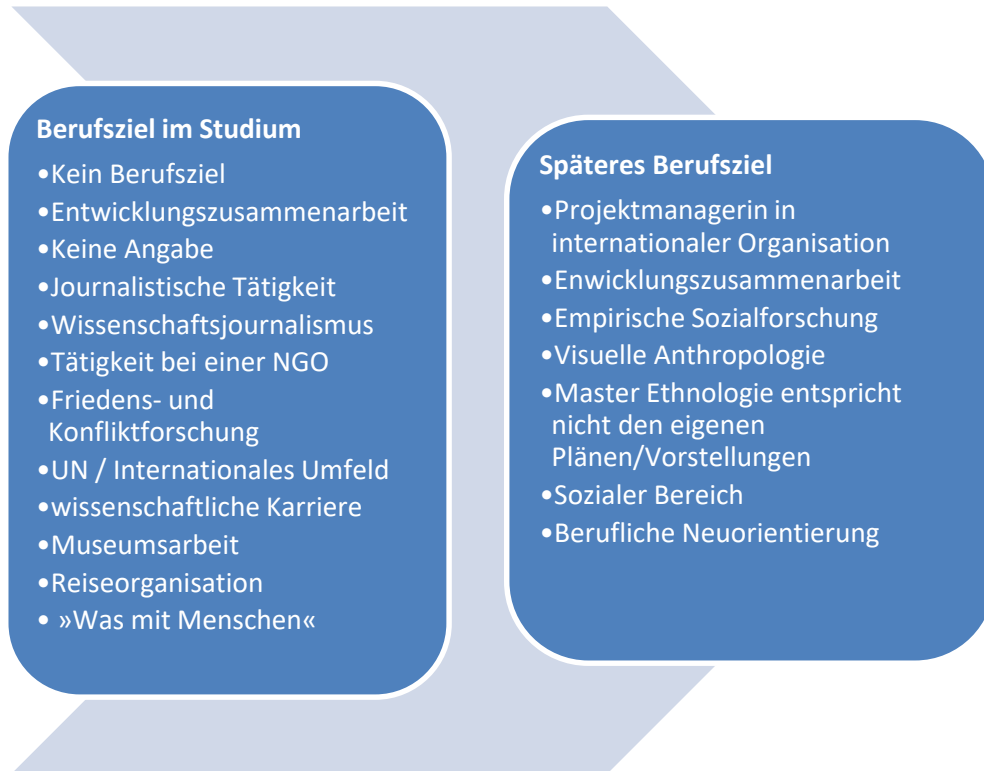 Berufsziel im Studium
•Kein Berufsziel
•Entwicklungszusammenarbeit
•Keine Angabe
•Journalistische Tätigkeit
•Wissenschaftsjournalismus
•Tätigkeit bei einer NGO
•Friedens- und
Konfliktforschung
•UN / Internationales Umfeld
•wissenschaftliche Karriere
•Museumsarbeit
•Reiseorganisation
• »Was mit Menschen«
Späteres Berufsziel
•Projektmanagerin in
internationaler Organisation
•Enwicklungszusammenarbeit
•Empirische Sozialforschung
•Visuelle Anthropologie
•Master Ethnologie entspricht
nicht den eigenen
Plänen/Vorstellungen
•Sozialer Bereich
•Berufliche Neuorientierung